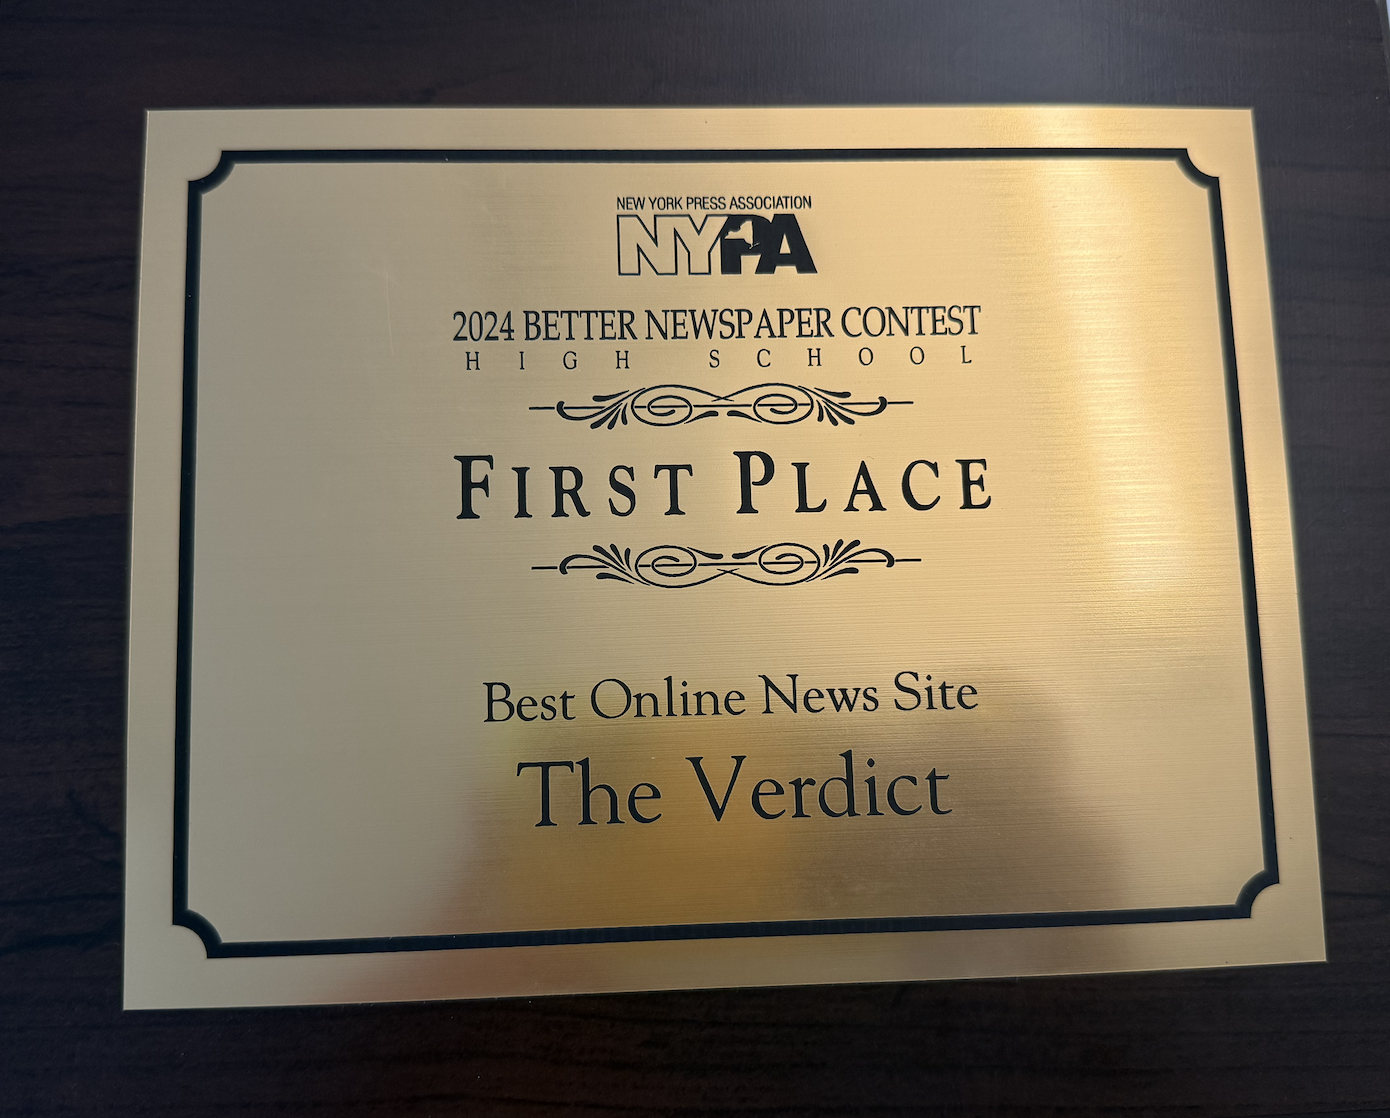 NEW YORK PRESS ASSOCIATION
NYPA
2024 BETTER NEWSPAPER CONTEST
HIGH SCHOOL
FIRST PLACE
Best Online News Site
The Verdict